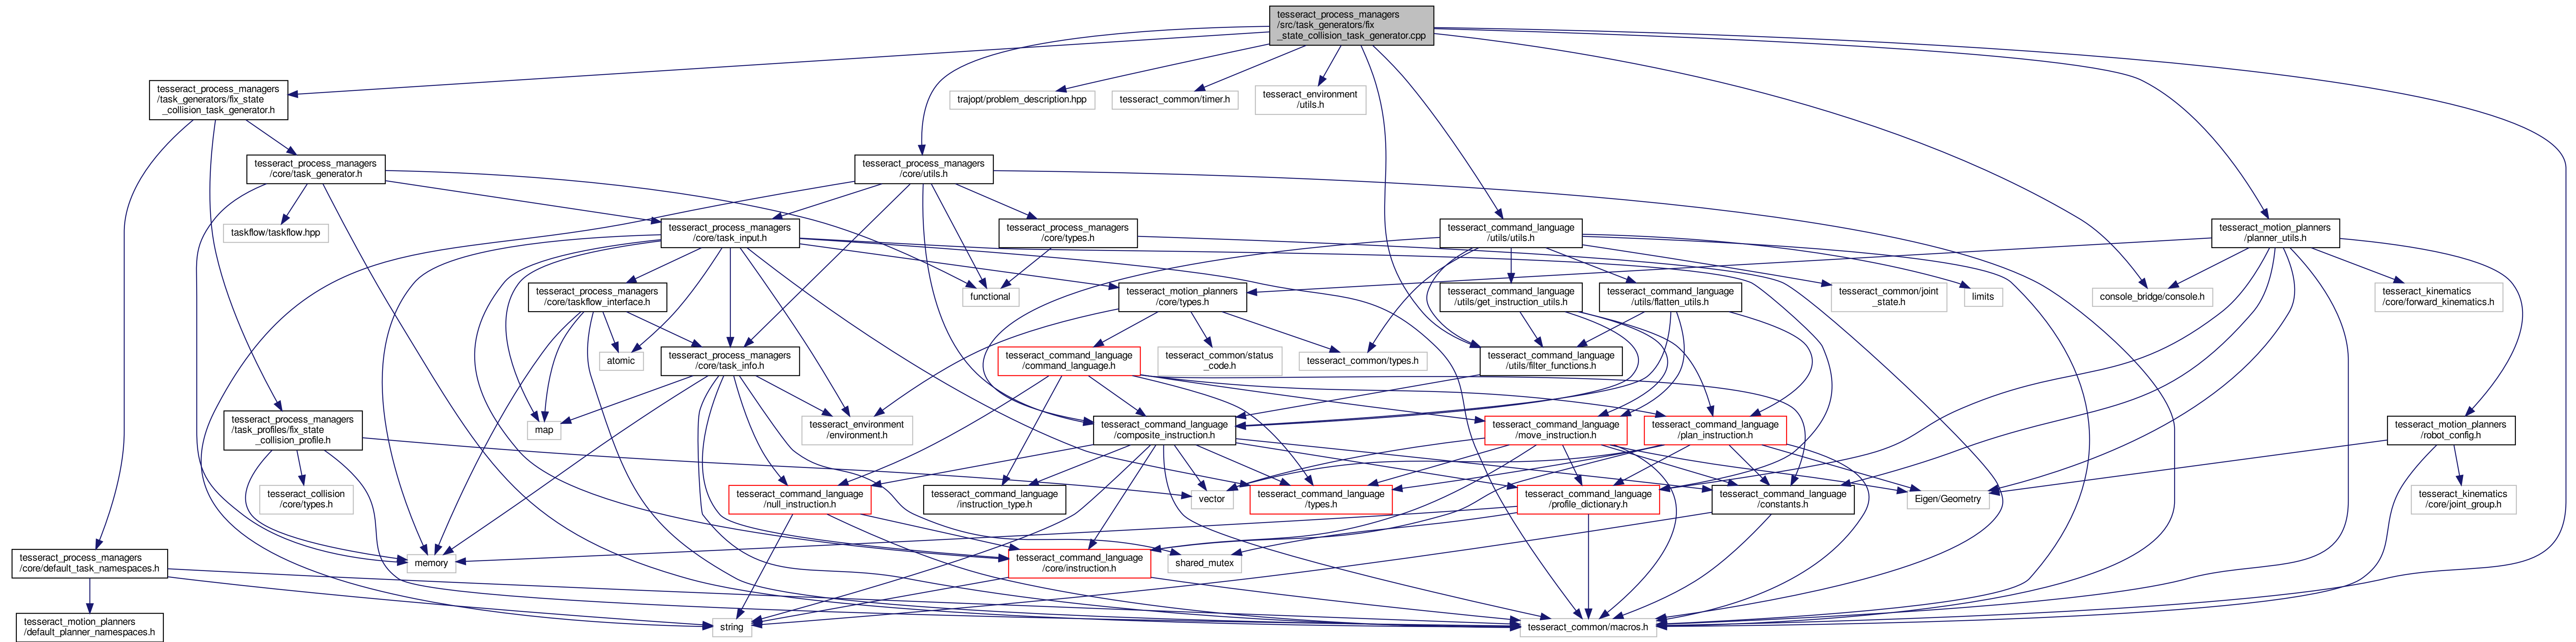 tesseract_process_managers
/src/task_generators/fix
_state_collision_task_generator.cpp
tesseract_process_managers
/task_generators/fix_state
_collision_task_generator.h
trajopt/problem_description.hpp
tesseract_common/timer.h
tesseract_environment
/utils.h
tesseract_process_managers
/core/task_generator.h
tesseract_process_managers
/core/utils.h
taskflow/taskflow.hpp
tesseract_process_managers
/core/task_input.h
tesseract_process_managers
/core/types.h
tesseract_command_language
/utils/utils.h
tesseract_motion_planners
/planner_utils.h
tesseract_process_managers
/core/taskflow_interface.h
functional
tesseract_motion_planners
/core/types.h
tesseract_command_language
/utils/get_instruction_utils.h
tesseract_command_language
/utils/flatten_utils.h
tesseract_common/joint
_state.h
limits
console_bridge/console.h
tesseract_kinematics
/core/forward_kinematics.h
atomic
tesseract_process_managers
/core/task_info.h
tesseract_command_language
/command_language.h
tesseract_common/status
_code.h
tesseract_common/types.h
tesseract_command_language
/utils/filter_functions.h
tesseract_process_managers
/task_profiles/fix_state
_collision_profile.h
map
tesseract_environment
/environment.h
tesseract_command_language
/composite_instruction.h
tesseract_command_language
/move_instruction.h
tesseract_command_language
/plan_instruction.h
tesseract_motion_planners
/robot_config.h
tesseract_collision
/core/types.h
tesseract_command_language
/null_instruction.h
tesseract_command_language
/instruction_type.h
vector
tesseract_command_language
/types.h
tesseract_command_language
/profile_dictionary.h
tesseract_command_language
/constants.h
Eigen/Geometry
tesseract_kinematics
/core/joint_group.h
tesseract_process_managers
/core/default_task_namespaces.h
memory
tesseract_command_language
/core/instruction.h
shared_mutex
tesseract_motion_planners
/default_planner_namespaces.h
string
tesseract_common/macros.h